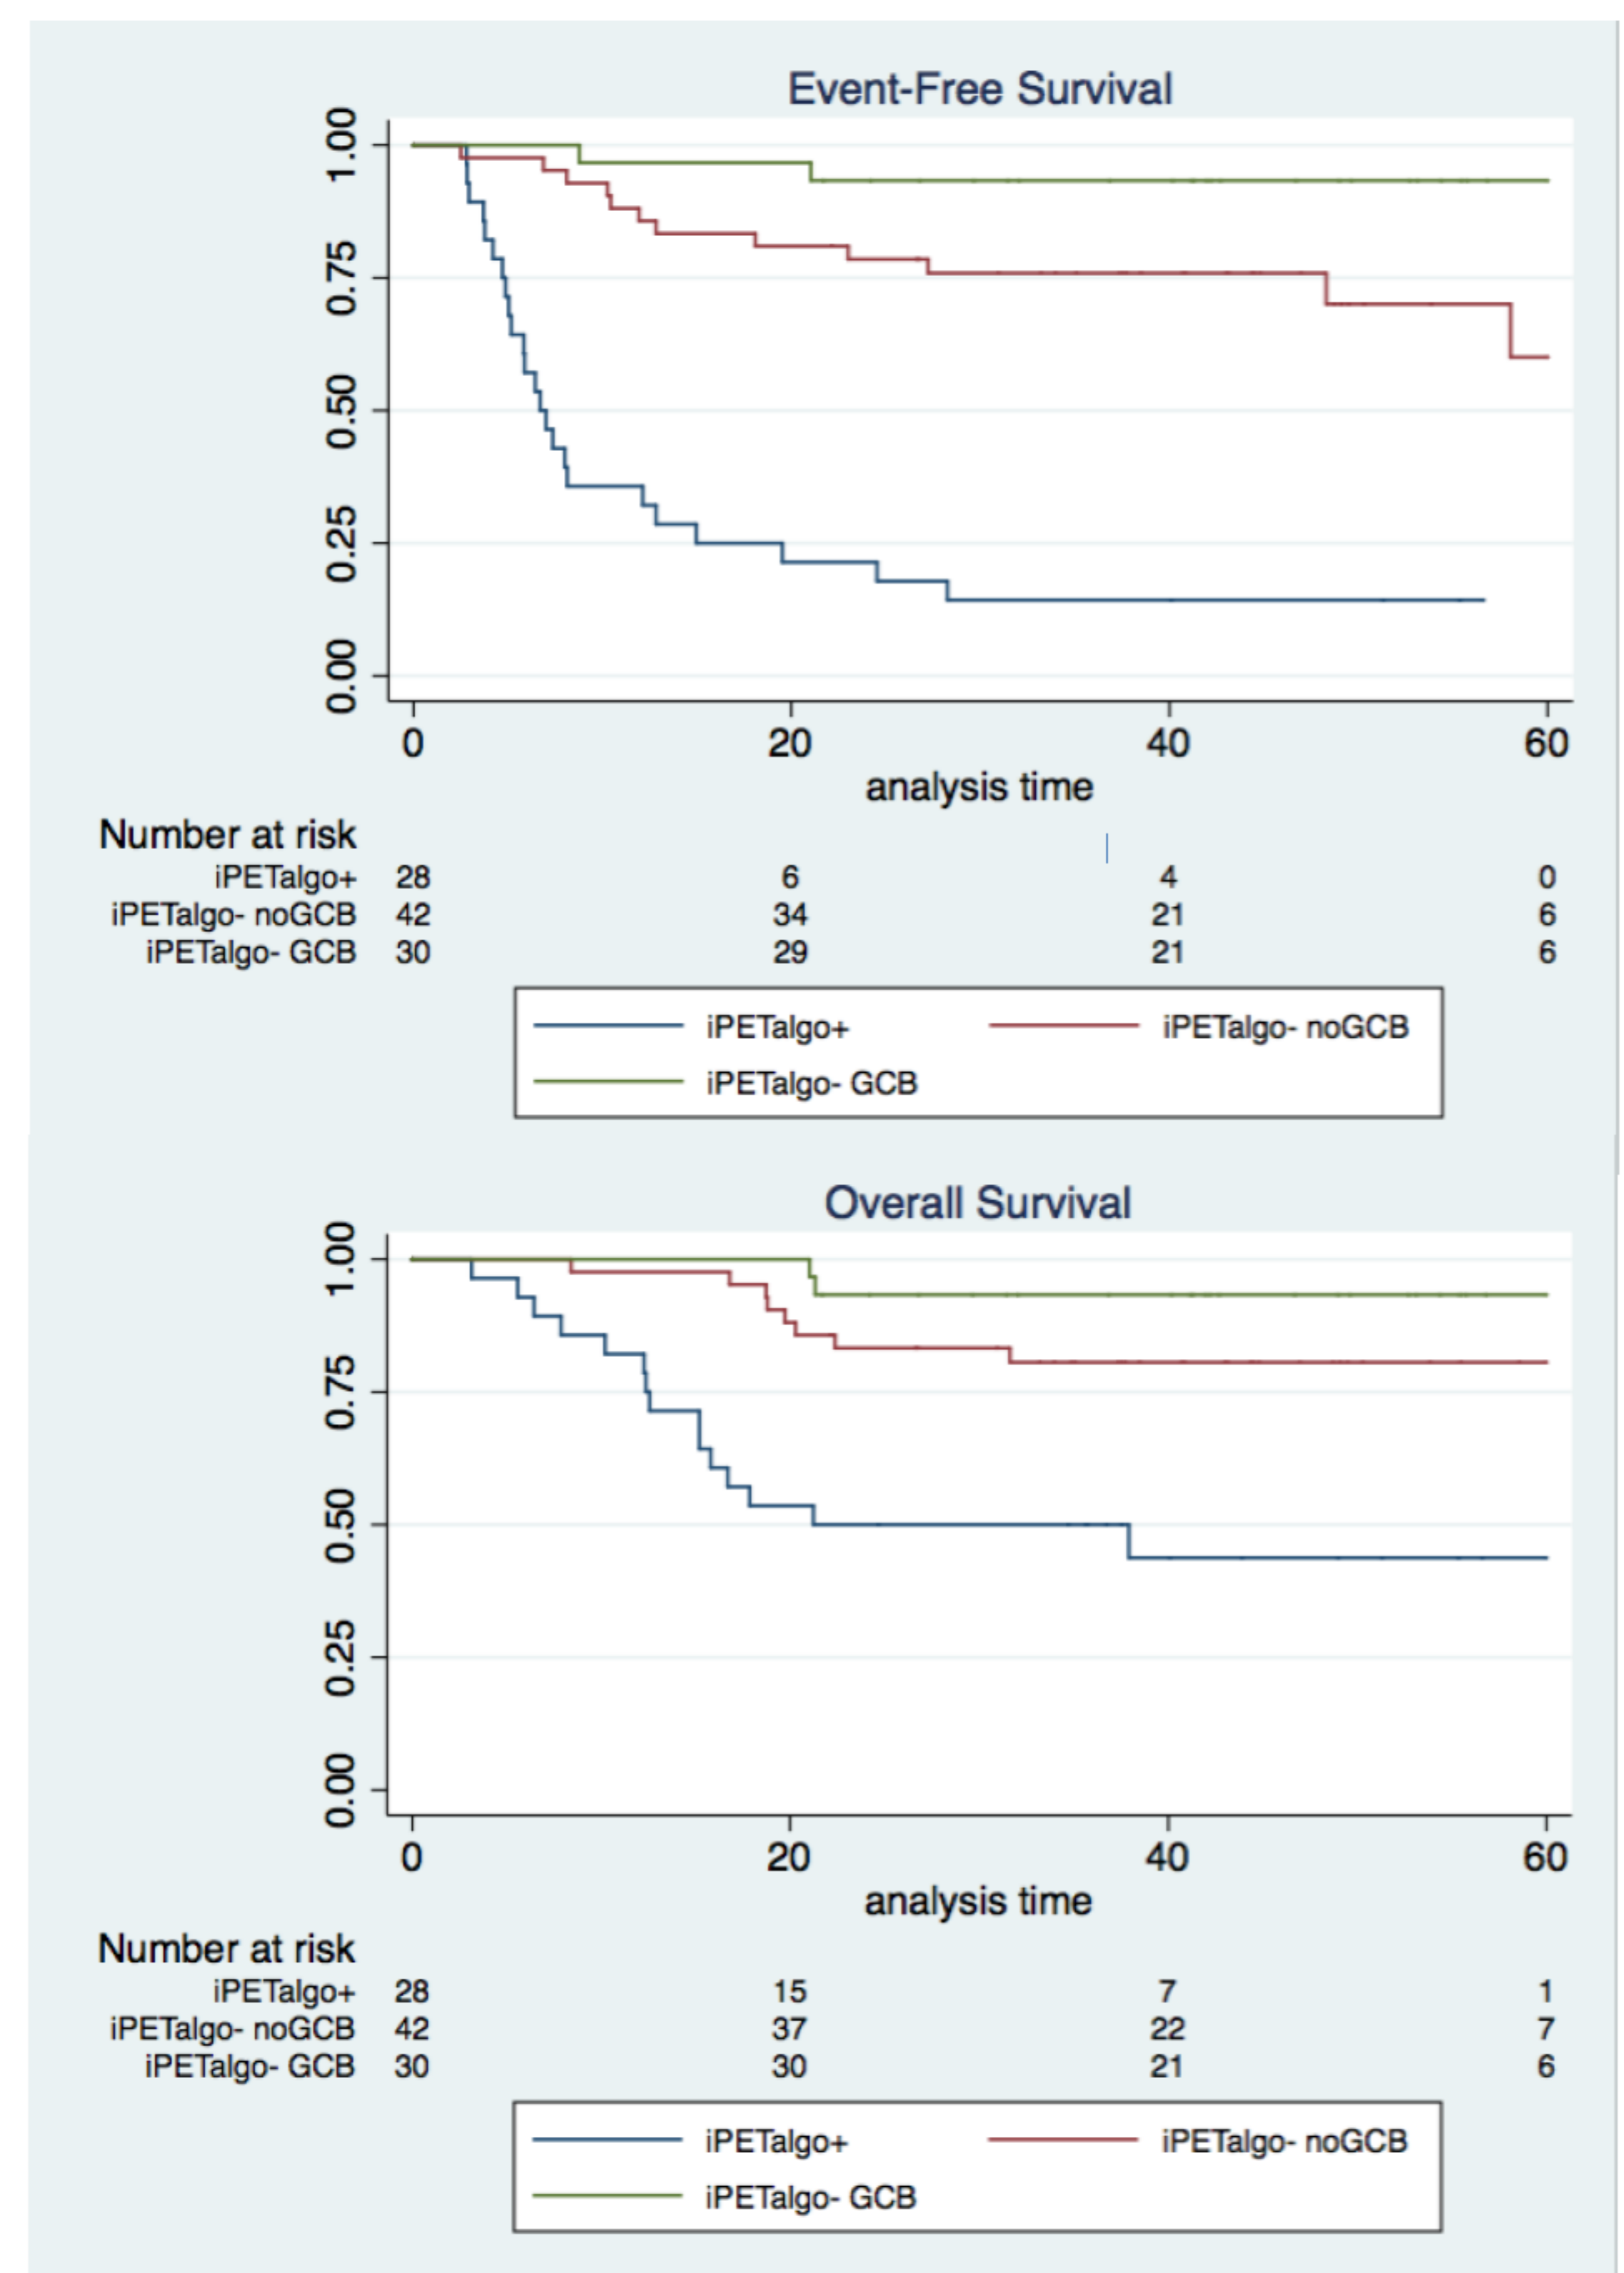 Event-Free Survival
1.00
0.75
0.50
0.25
0.00
0 20 40 60
analysis time
Number at risk
iPETalgo+ 28 6 4 0
iPETalgo- noGCB 42 34 21 6
iPETalgo- GCB 30 29 21 6
iPETalgo+ iPETalgo- noGCB
iPETalgo- GCB
Overall Survival
1.00
0.75
0.50
0.25
0.00
0 20 40 60
analysis time
Number at risk
iPETalgo+ 28 15 7 1
iPETalgo- noGCB 42 37 22 7
iPETalgo- GCB 30 30 21 6
iPETalgo+ iPETalgo- noGCB
iPETalgo- GCB